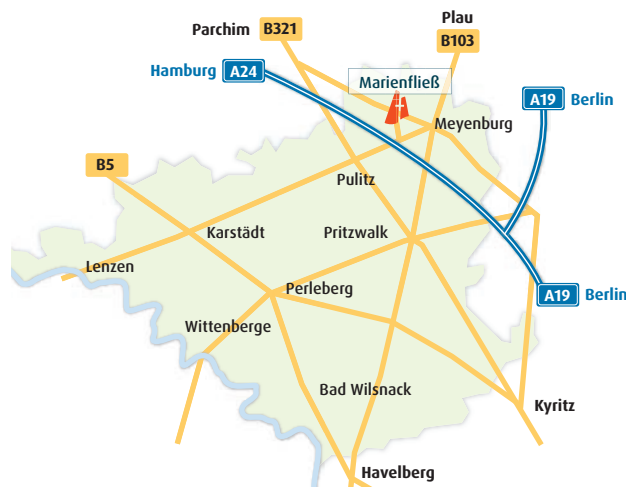 Plau
Parchim B321
B103
Hamburg A24
Marienfließ
A19 Berlin
Meyenburg
B5
Pulitz
Karstädt
Pritzwalk
Lenzen
Perleberg
A19 Berlin
Wittenberge
Bad Wilsnack
Kyritz
Havelberg